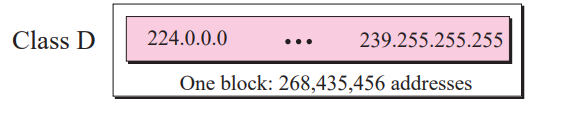 Class D
224.0.0.0 ... 239.255.255.255
One block: 268,435,456 addresses